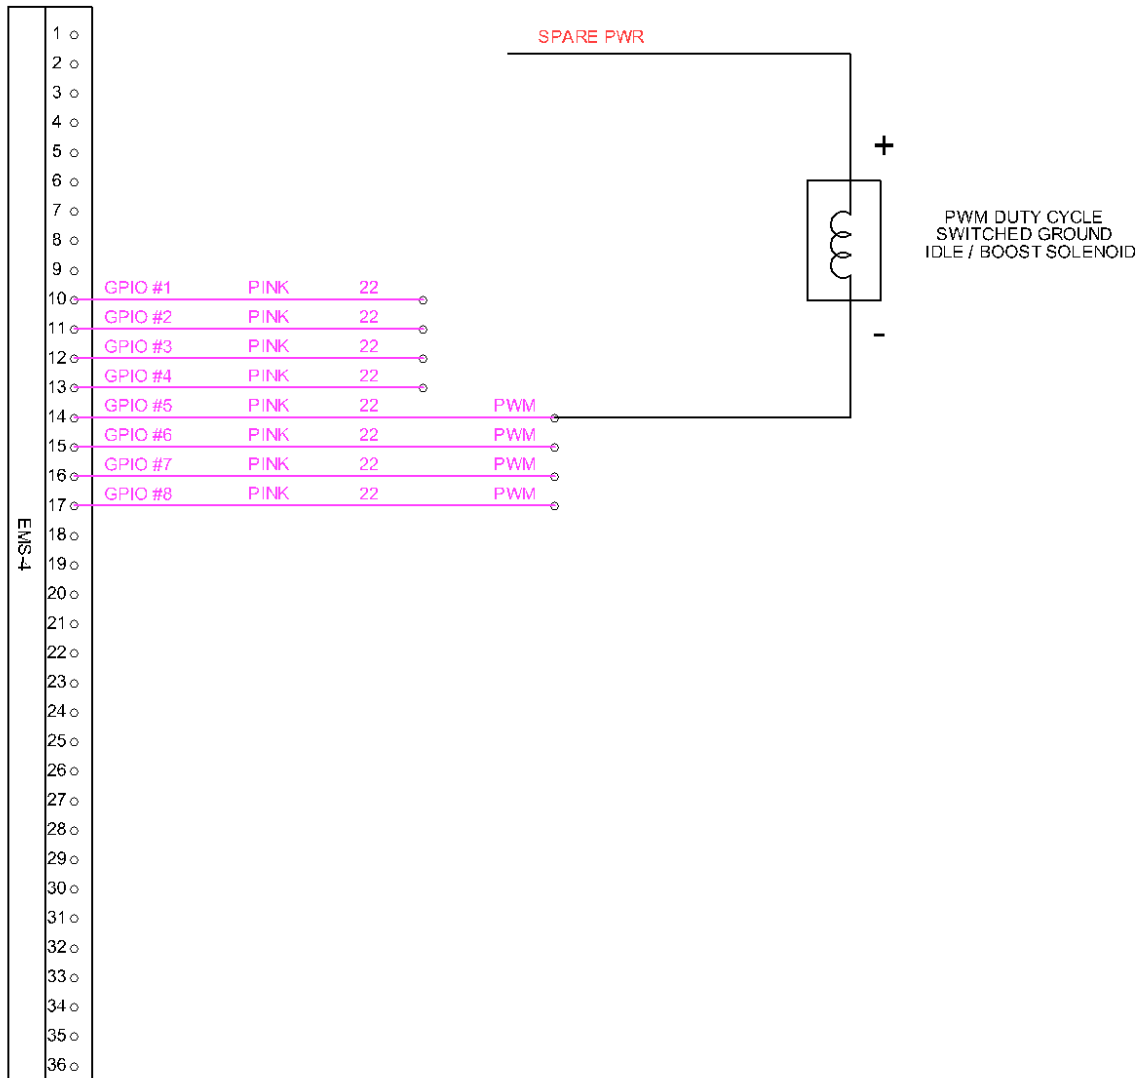 SPARE PWR
1
2
3
4
5
+
6
7
PWM DUTY CYCLE
SWITCHED GROUND
IDLE / BOOST SOLENOID
8
9
10 GPIO #1 PINK 22
11 GPIO #2 PINK 22
-
12 GPIO #3 PINK 22
13 GPIO #4 PINK 22
14 GPIO #5 PINK 22 PWM
15 GPIO #6 PINK 22 PWM
16 GPIO #7 PINK 22 PWM
17 GPIO #8 PINK 22 PWM
EMS-4
18
19
20
21
22
23
24
25
26
27
28
29
30
31
32
33
34
35
36